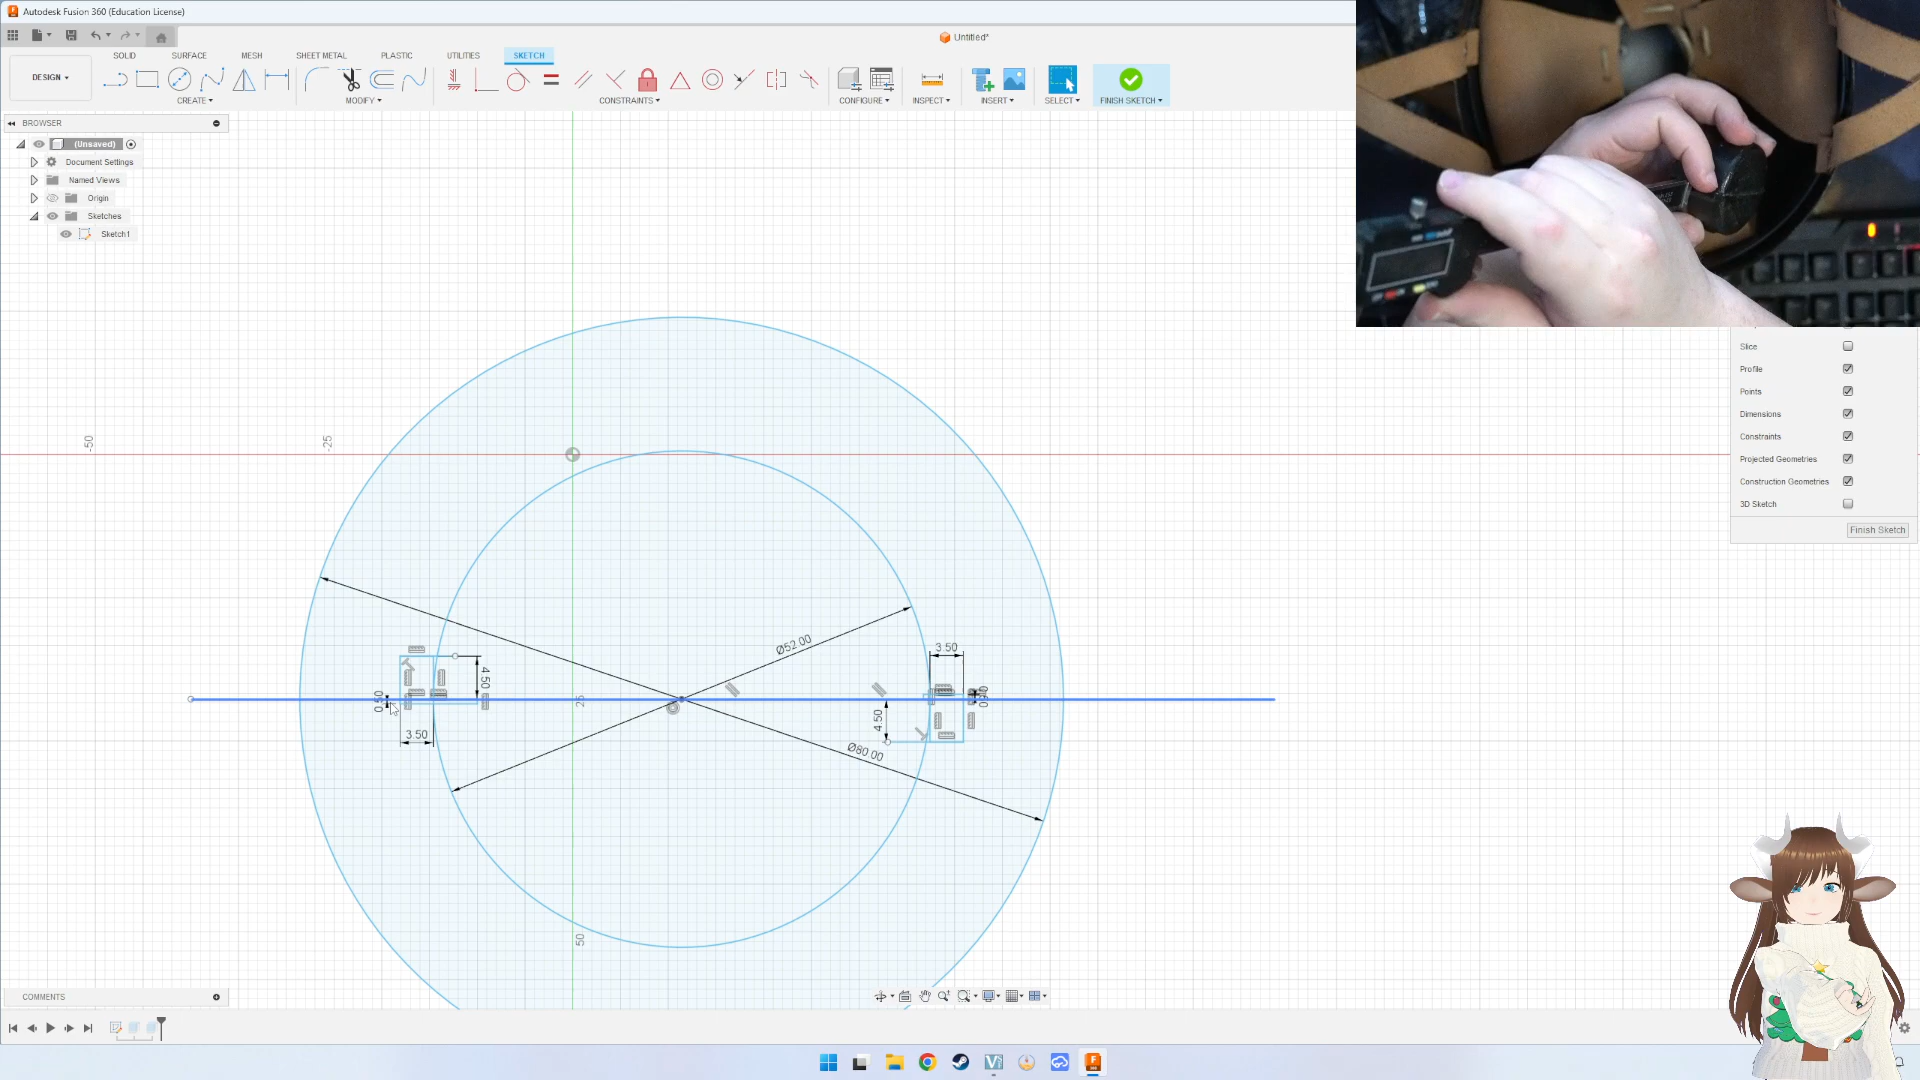 Autodesk Fusion 360 (Education License)
Untitled*
DESIGN
SOLID
SURFACE
MESH
SHEET METAL
PLASTIC
UTILITIES
SKETCH
CREATE
MODIFY
CONSTRAINTS
CONFIGURE
INSPECT
INSERT
SELECT
FINISH SKETCH
BROWSER
(Unsaved)
Document Settings
Named Views
Origin
Sketches
Sketch1
Slice
Profile
Points
Dimensions
Constraints
Projected Geometries
Construction Geometries
3D Sketch
Finish Sketch
-50
-25
25
50
Ø52.00
Ø80.00
3.50
4.50
0.50
3.50
4.50
COMMENTS